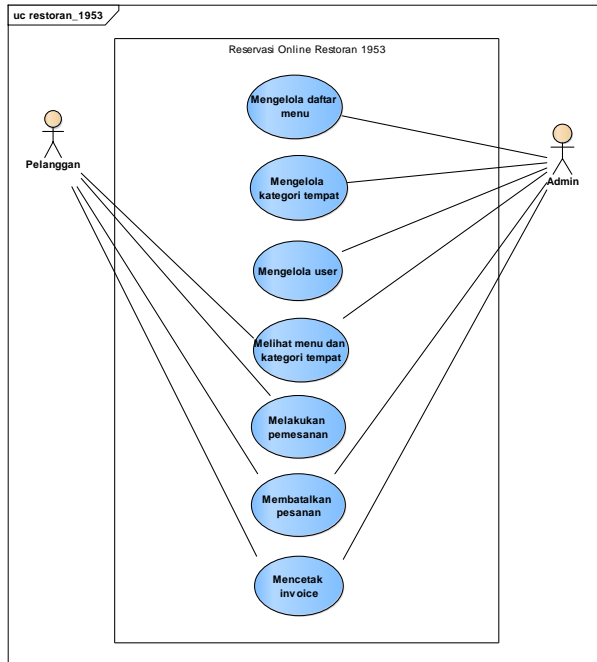 uc restoran_1953
Reservasi Online Restoran 1953
Mengelola daftar
menu
Pelanggan
Admin
Mengelola
kategori tempat
Mengelola user
Melihat menu dan
kategori tempat
Melakukan
pemesanan
Membatalkan
pesanan
Mencetak
invoice